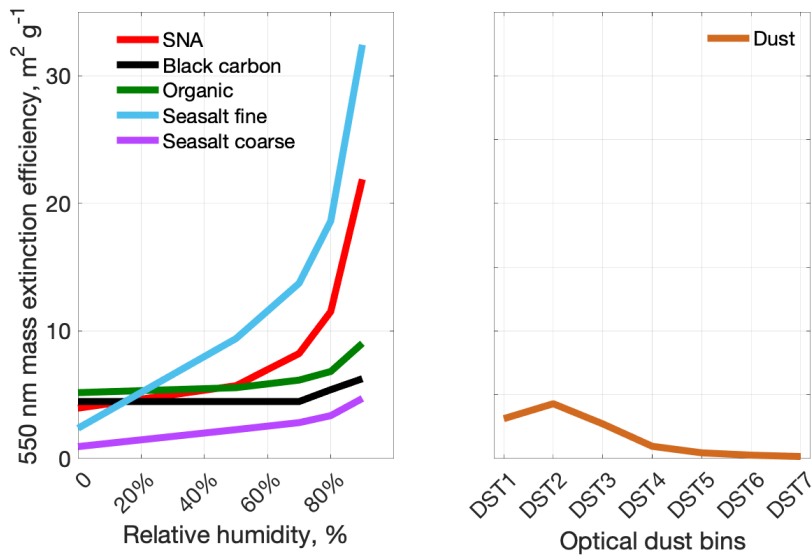 550 nm mass extinction efficiency, m² g⁻¹
30
20
10
0
SNA
Black carbon
Organic
Seasalt fine
Seasalt coarse
0
20%
40%
60%
80%
Relative humidity, %
Dust
DST1
DST2
DST3
DST4
DST5
DST6
DST7
Optical dust bins